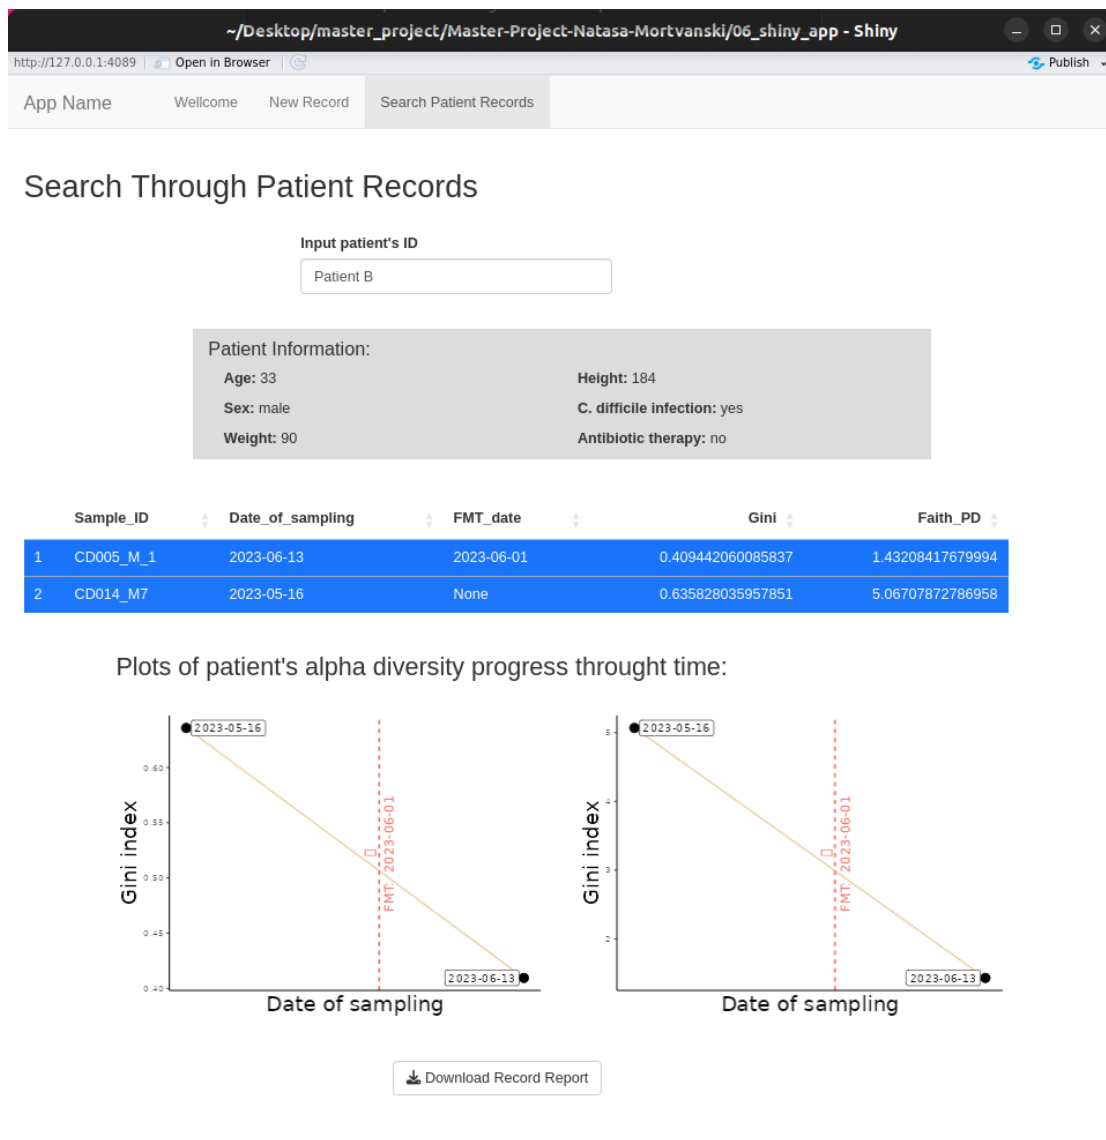 ~/Desktop/master_project/Master-Project-Natasa-Mortvanski/06_shiny_app - Shiny
http://127.0.0.1:4089 Open in Browser Publish
App Name Wellcome New Record Search Patient Records
Search Through Patient Records
Input patient's ID
Patient B
Patient Information:
Age: 33 Height: 184
Sex: male C. difficile infection: yes
Weight: 90 Antibiotic therapy: no
Sample_ID Date_of_sampling FMT_date Gini Faith_PD
1 CD005_M_1 2023-06-13 2023-06-01 0.409442060085837 1.43208417679994
2 CD014_M7 2023-05-16 None 0.635828035957851 5.06707872786958
Plots of patient's alpha diversity progress throught time:
2023-05-16
0.60
0.55
0.50
0.45
0.40
Gini index
FMT: 2023-06-01
2023-06-13
Date of sampling
2023-05-16
5
4
3
2
Gini index
FMT: 2023-06-01
2023-06-13
Date of sampling
Download Record Report